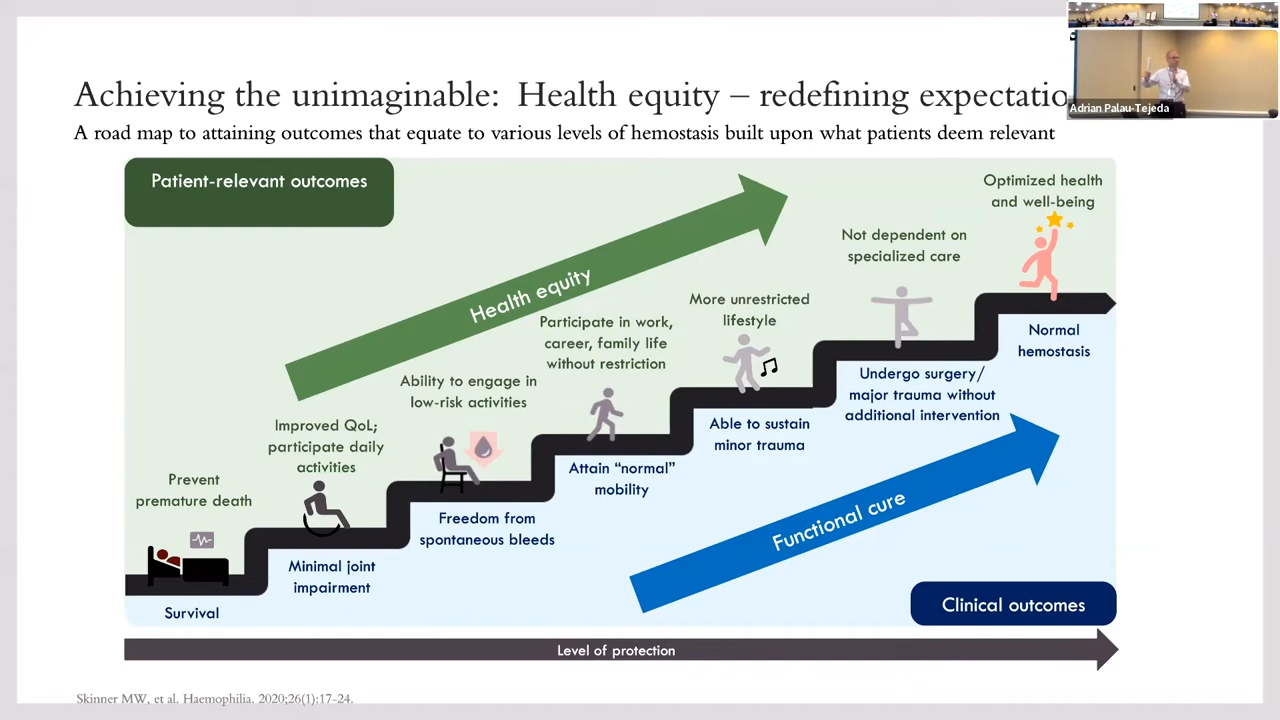 Achieving the unimaginable: Health equity – redefining expectatio
Adrian Palau-Tejeda
A road map to attaining outcomes that equate to various levels of hemostasis built upon what patients deem relevant
Patient-relevant outcomes
Health equity
Prevent
premature death
Improved QoL;
participate daily
activities
Ability to engage in
low-risk activities
Participate in work,
career, family life
without restriction
More unrestricted
lifestyle
Not dependent on
specialized care
Optimized health
and well-being
Survival
Minimal joint
impairment
Freedom from
spontaneous bleeds
Attain “normal”
mobility
Able to sustain
minor trauma
Undergo surgery/
major trauma without
additional intervention
Normal
hemostasis
Functional cure
Clinical outcomes
Level of protection
Skinner MW, et al. Haemophilia. 2020;26(1):17-24.